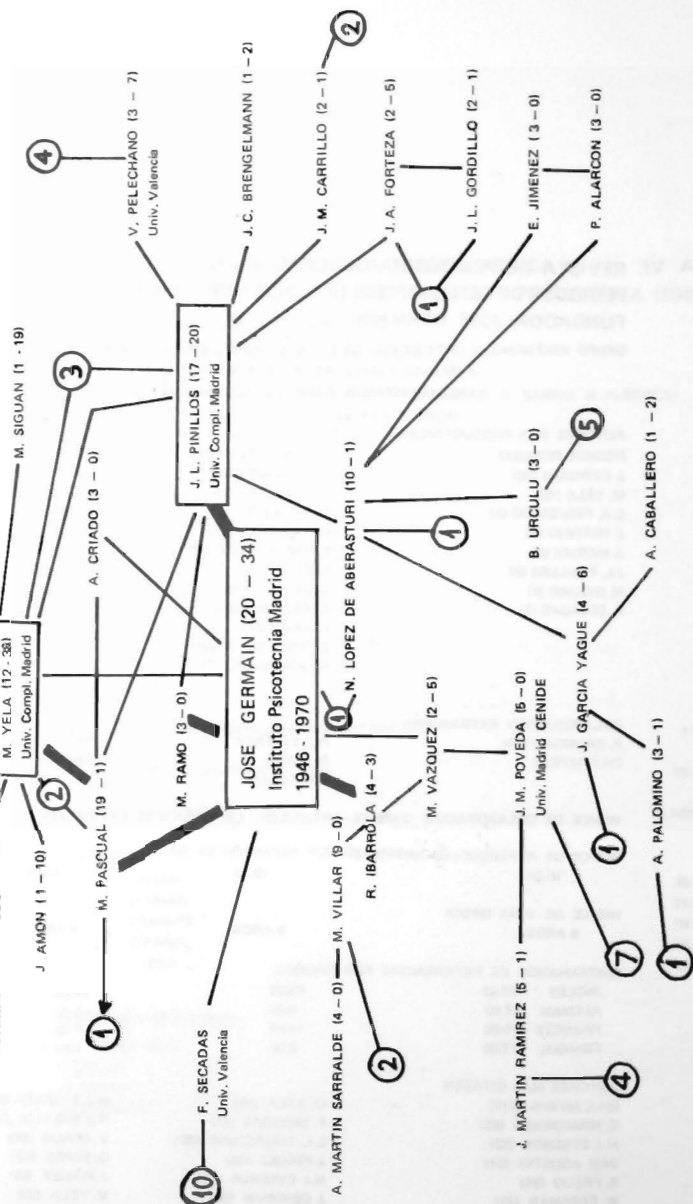 M. SIGUAN (1 - 19)
M. YELA (12 - 38)
Univ. Compl. Madrid
3
4
V. PELECHANO (3 – 7)
Univ. Valencia
J. AMON (1 – 10)
2
A. CRIADO (3 – 0)
J.L. PINILLOS (17 – 20)
Univ. Compl. Madrid
J.C. BRENGELMANN (1 – 2)
M. PASCUAL (19 – 1)
1
J.M. CARRILLO (2 – 1)
2
M. RAMO (3 – 0)
J.A. FORTEZA (2 – 5)
JOSE GERMAIN (20 – 34)
Instituto Psicotecnia Madrid
1946 - 1970
1
J.L. GORDILLO (2 – 1)
F. SECADAS
Univ. Valencia
10
1
N. LOPEZ DE ABERASTURI (10 – 1)
E. JIMENEZ (3 – 0)
R. IBARROLA (4 – 3)
1
P. ALARCON (3 – 0)
A. MARTIN SARRALDE (4 – 0)
M. VILLAR (9 – 0)
M. VAZQUEZ (2 – 5)
B. URCULU (3 – 0)
5
2
J.M. POVEDA (5 – 0)
Univ. Madrid CENIDE
J. GARCIA YAGUE (4 – 6)
A. CABALLERO (1 – 2)
J. MARTIN RAMIREZ (5 – 1)
4
7
1
A. PALOMINO (3 – 1)
1